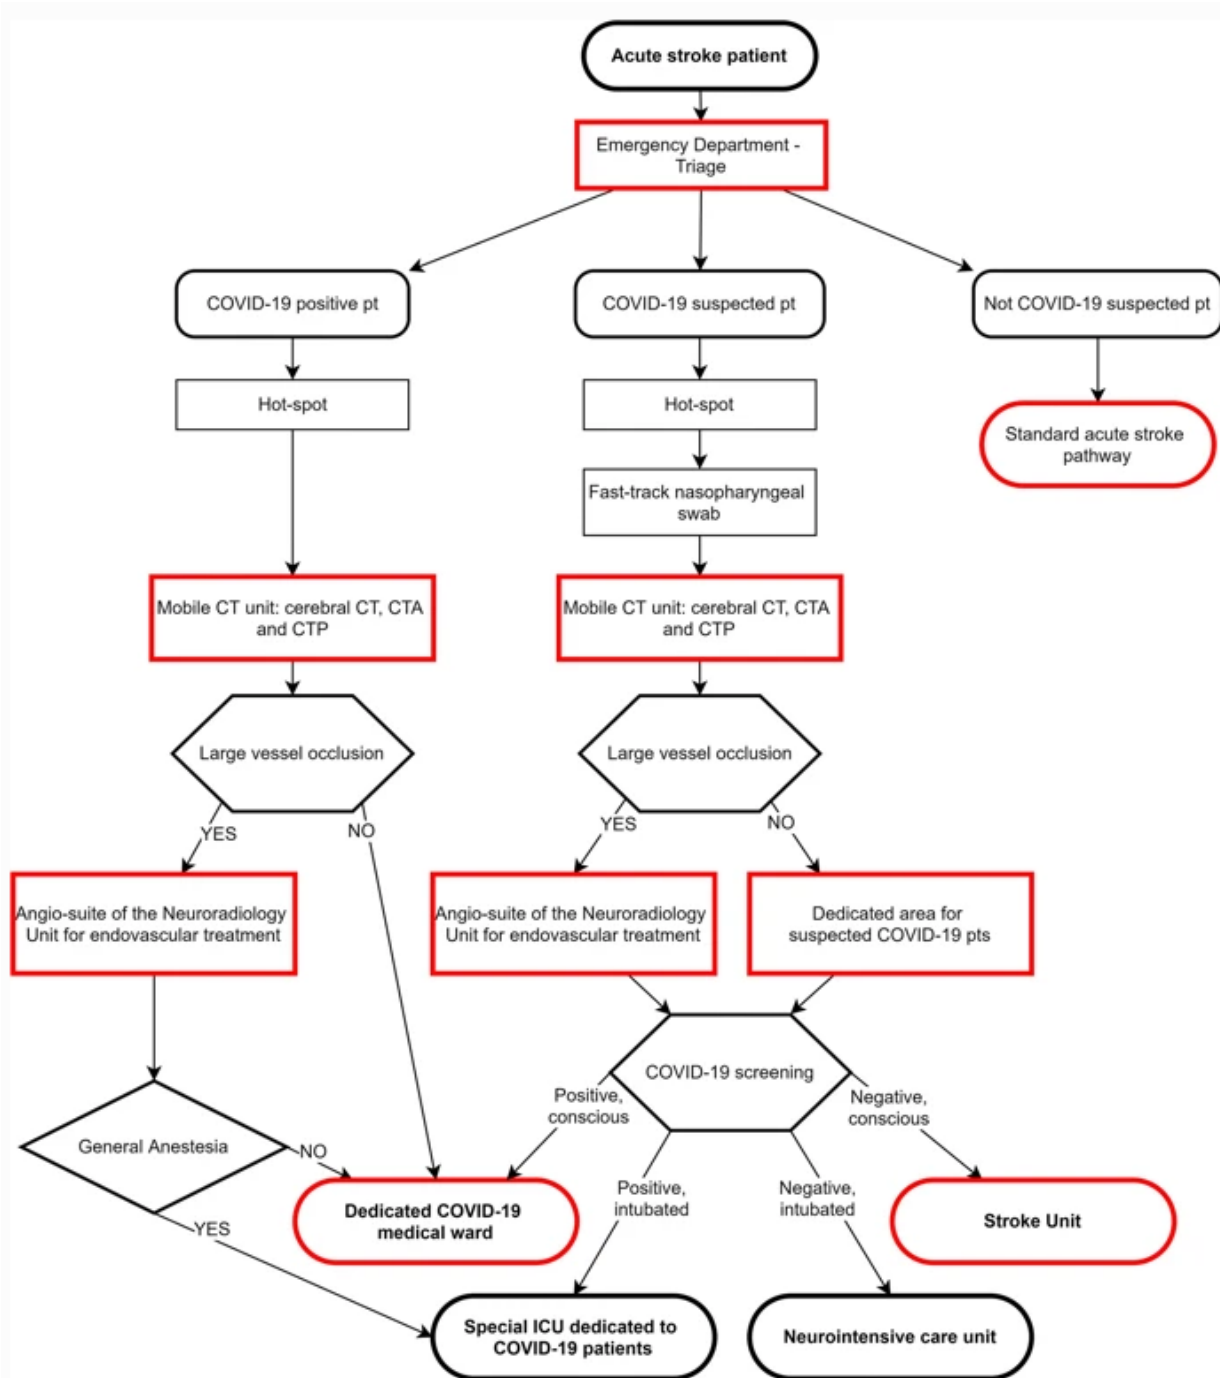 Acute stroke patient
Emergency Department -
Triage
COVID-19 positive pt
COVID-19 suspected pt
Not COVID-19 suspected pt
Hot-spot
Hot-spot
Standard acute stroke
pathway
Fast-track nasopharyngeal
swab
Mobile CT unit: cerebral CT, CTA
and CTP
Mobile CT unit: cerebral CT, CTA
and CTP
Large vessel occlusion
Large vessel occlusion
YES
NO
YES
NO
Angio-suite of the Neuroradiology
Unit for endovascular treatment
Angio-suite of the Neuroradiology
Unit for endovascular treatment
Dedicated area for
suspected COVID-19 pts
COVID-19 screening
Positive,
conscious
Negative,
conscious
General Anestesia
NO
Positive,
intubated
Negative,
intubated
Dedicated COVID-19
medical ward
Stroke Unit
YES
Special ICU dedicated to
COVID-19 patients
Neurointensive care unit